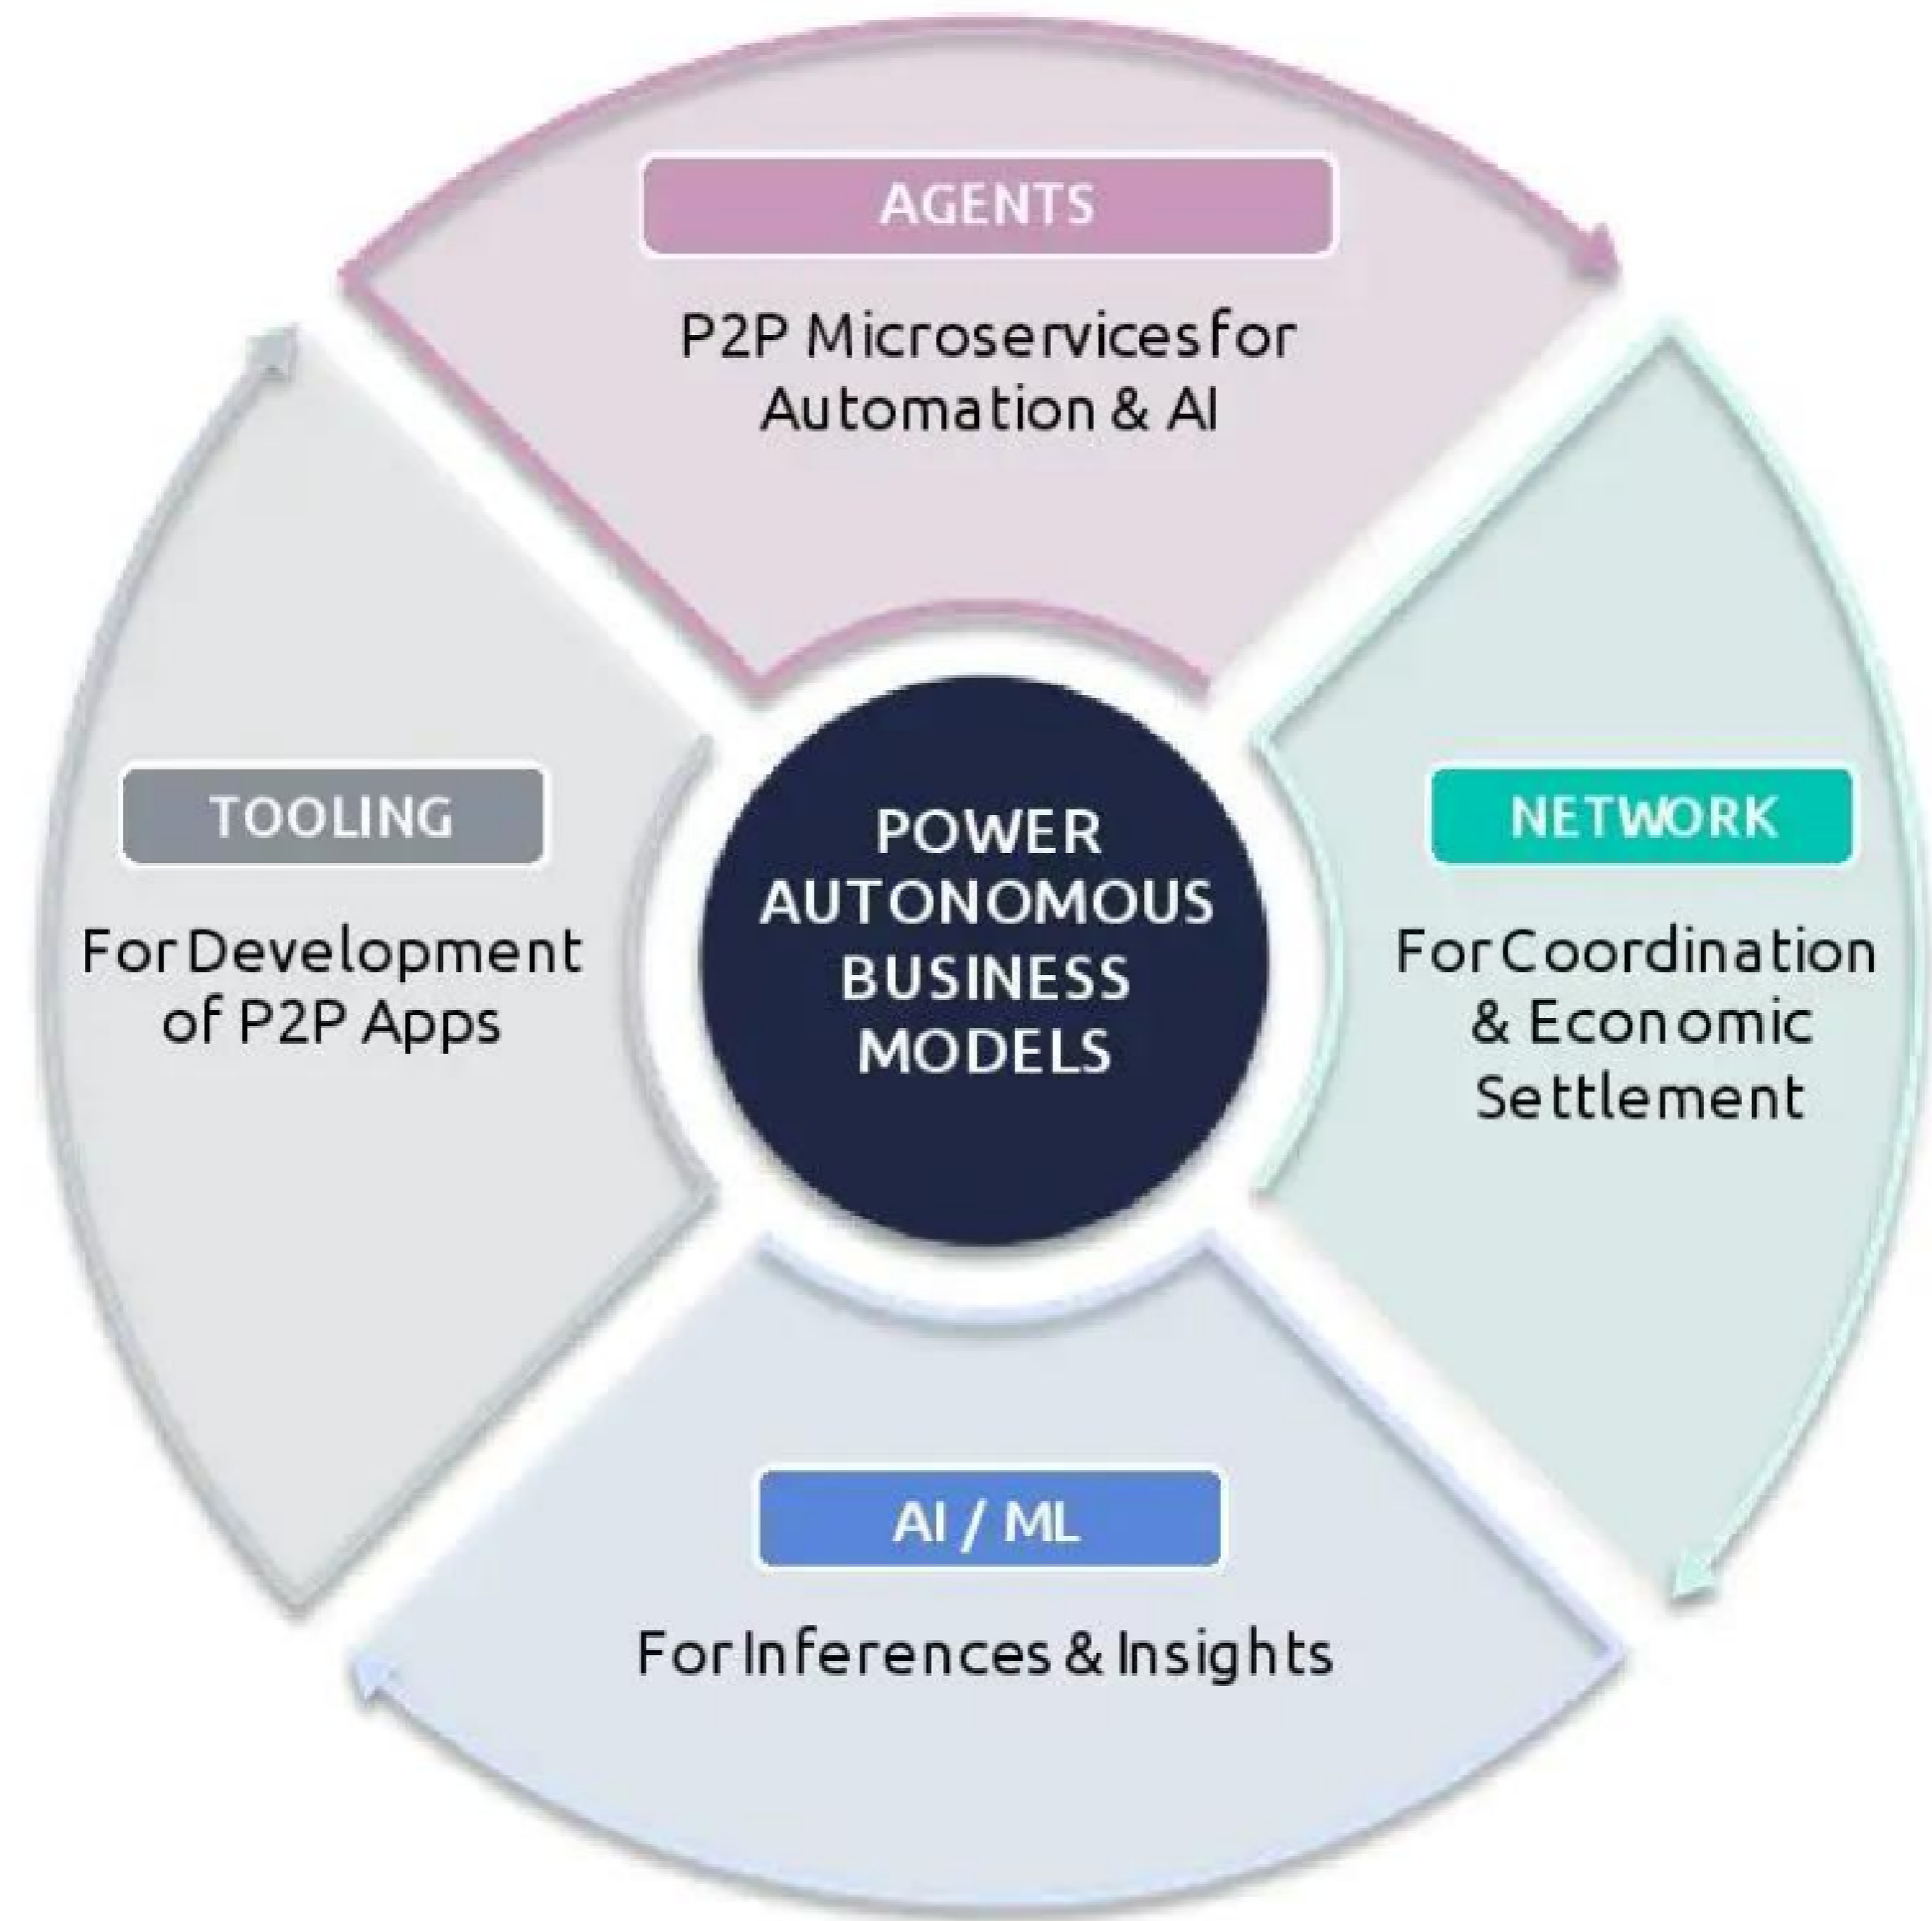 AGENTS
P2P Microservices for
Automation & AI
TOOLING
For Development
of P2P Apps
POWER
AUTONOMOUS
BUSINESS
MODELS
NETWORK
For Coordination
& Economic
Settlement
AI / ML
For Inferences & Insights